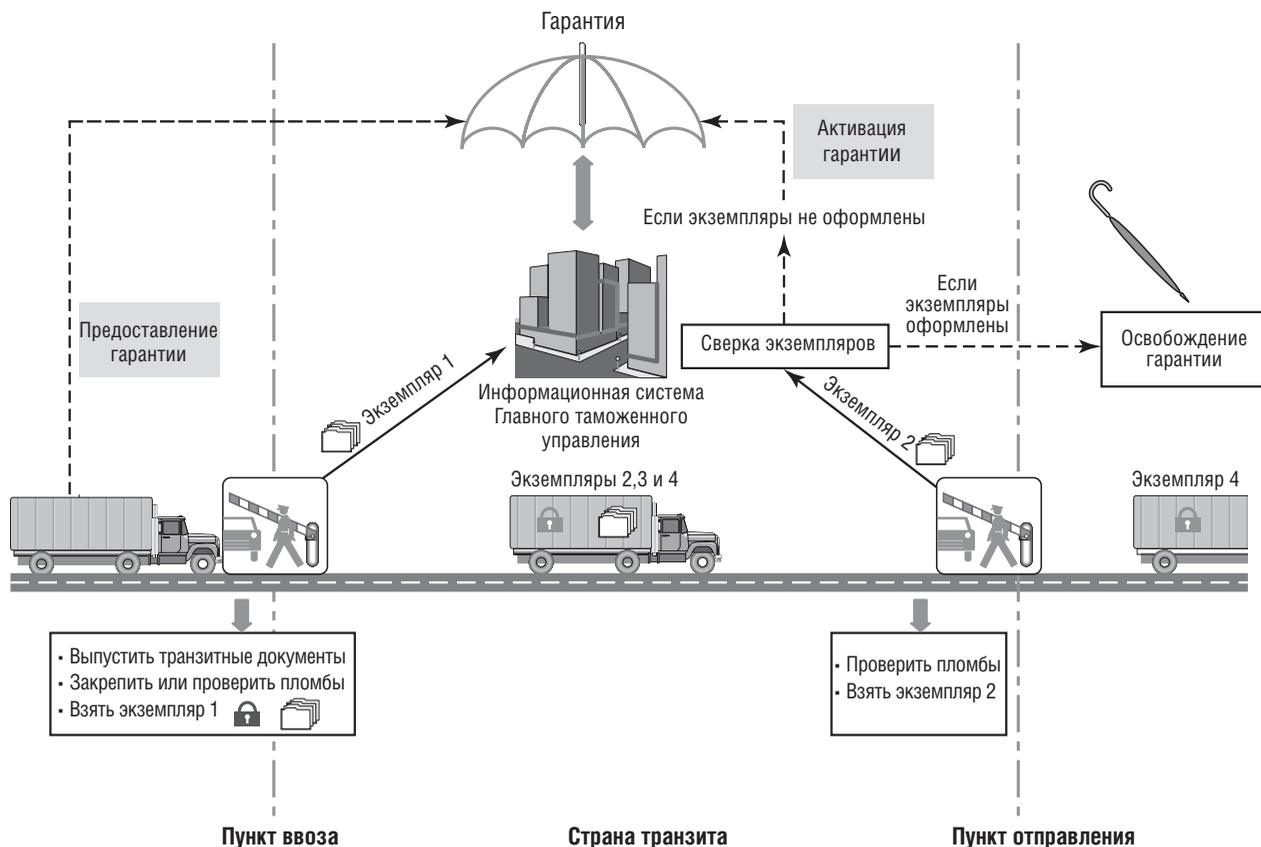 Гарантия
Активация
гарантии
Если экземпляры не оформлены
Если
экземпляры
оформлены
Предоставление
гарантии
Сверка экземпляров
Освобождение
гарантии
Экземпляр 1
Информационная система
Главного таможенного
управления
Экземпляр 2
Экземпляры 2,3 и 4
Экземпляр 4
▪ Выпустить транзитные документы
▪ Закрепить или проверить пломбы
▪ Взять экземпляр 1
▪ Проверить пломбы
▪ Взять экземпляр 2
Пункт ввоза
Страна транзита
Пункт отправления